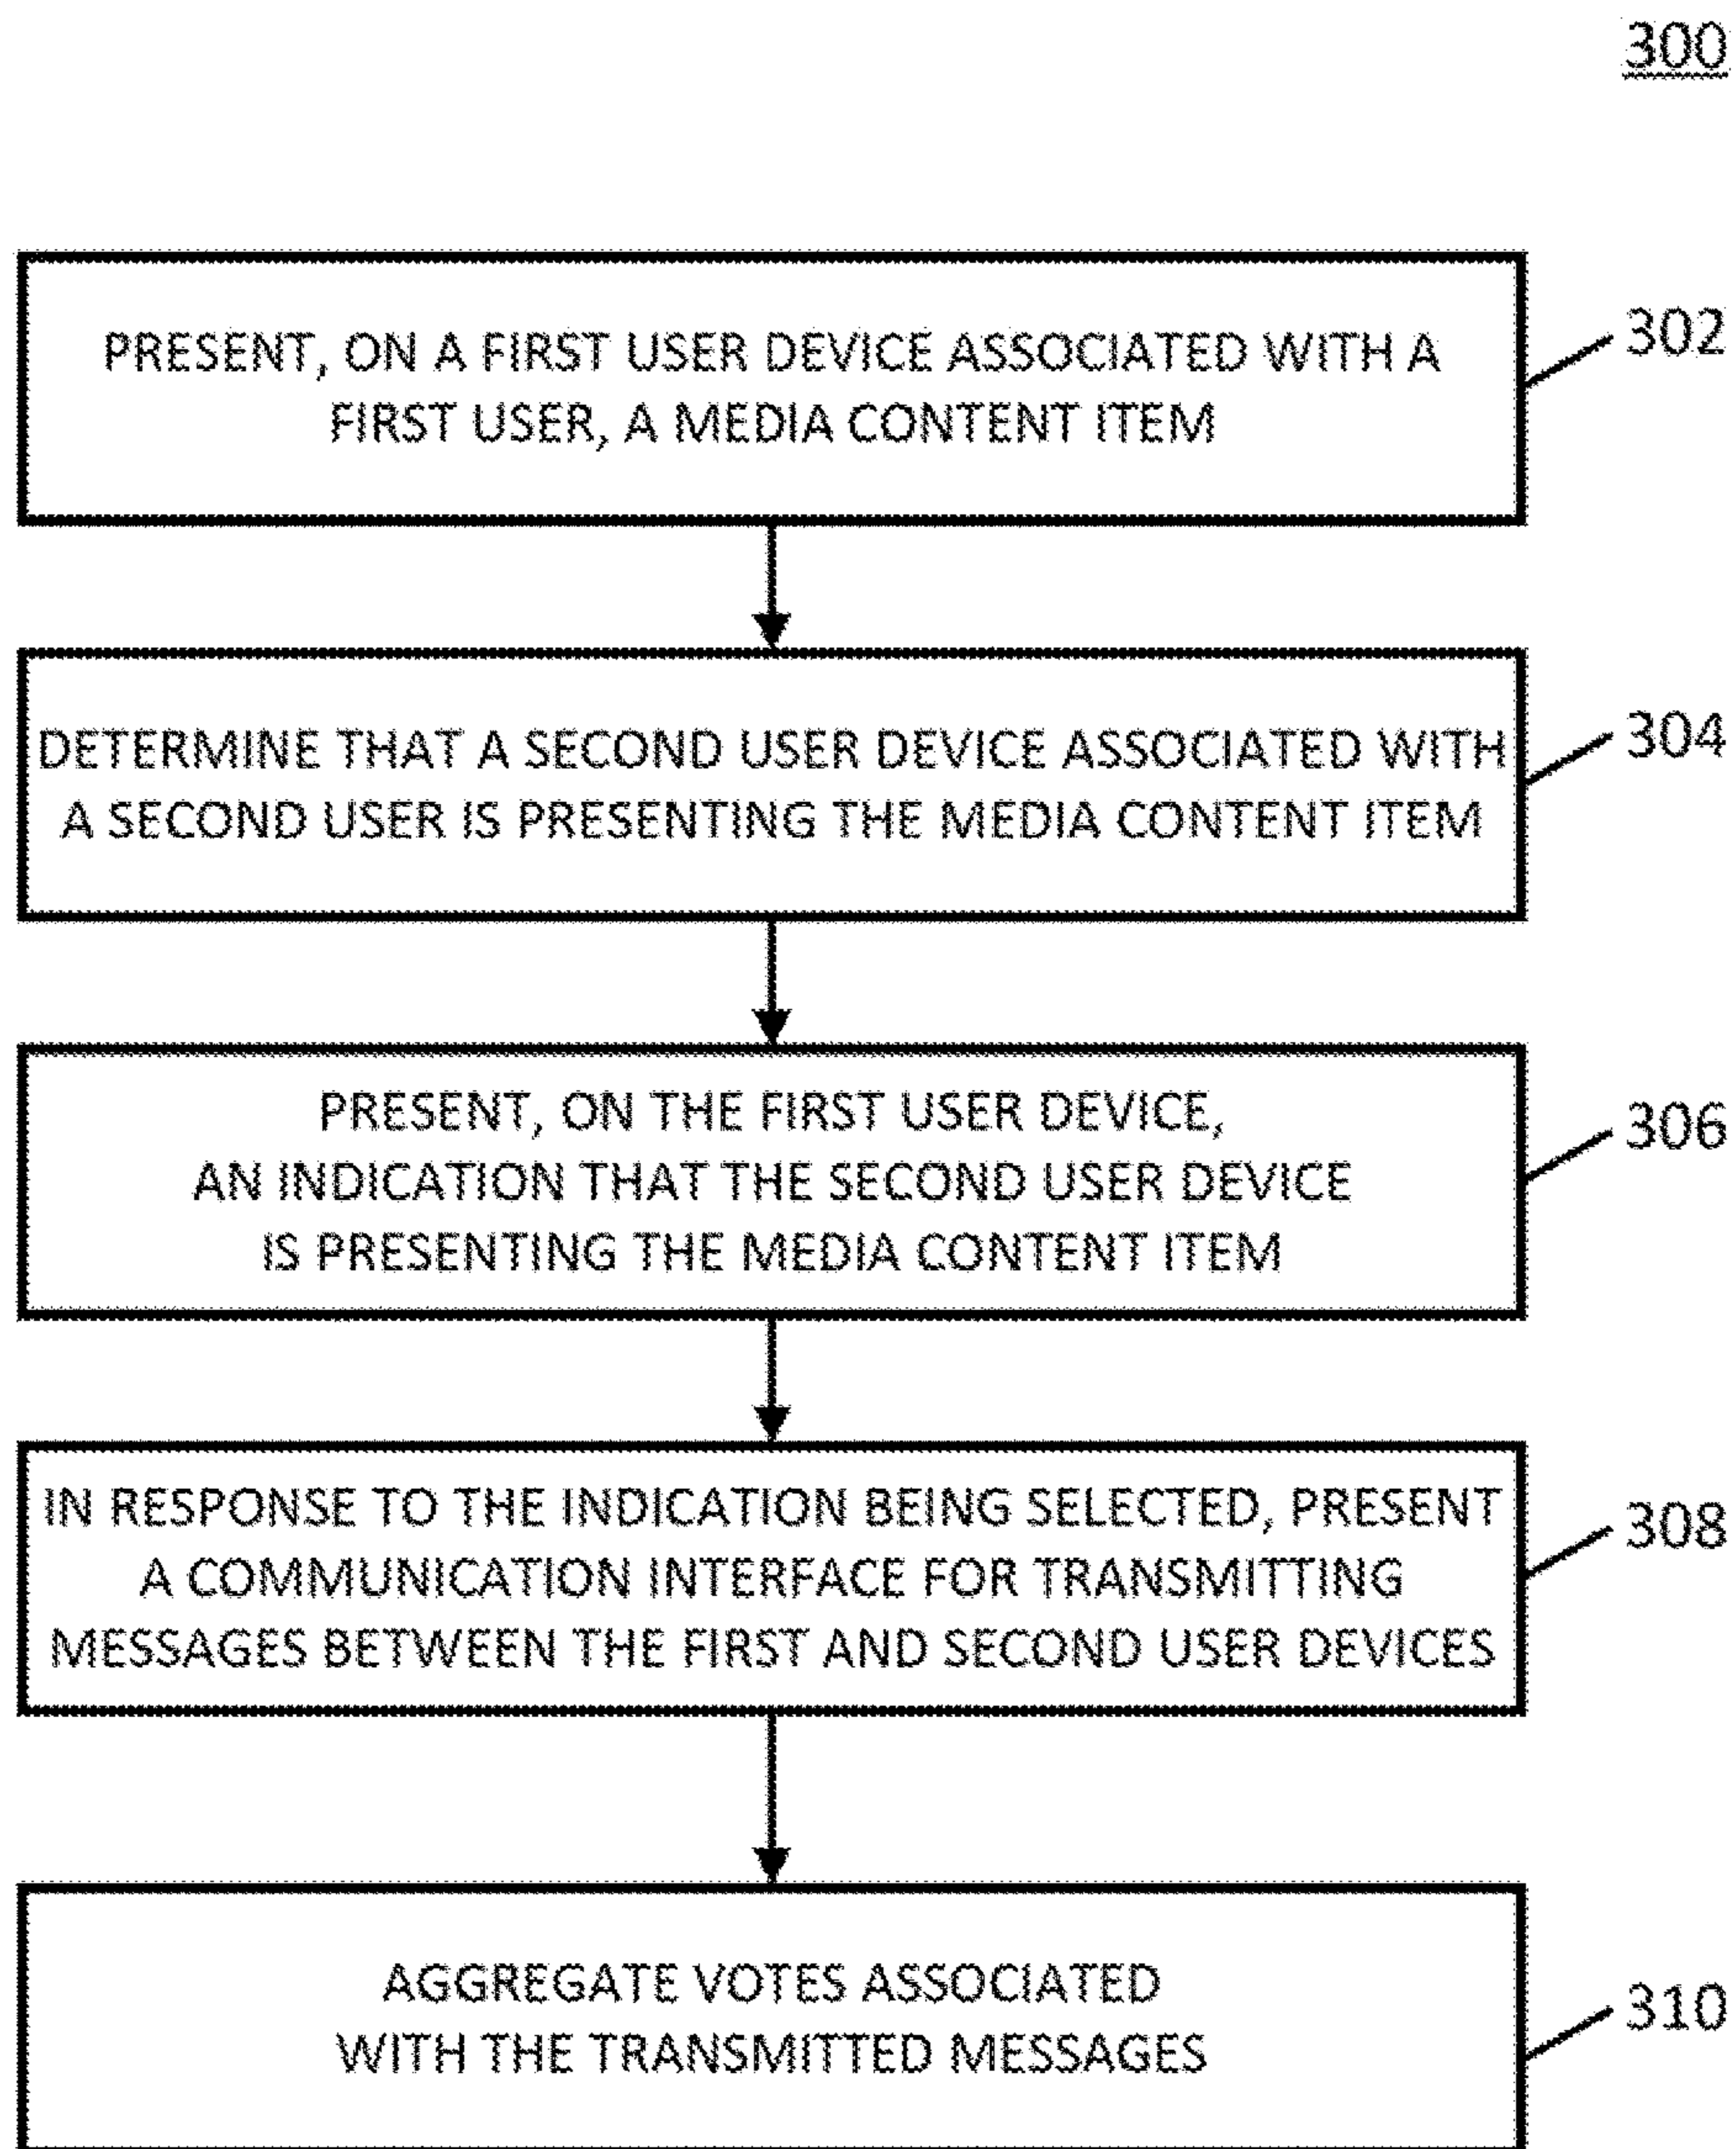 300
PRESENT, ON A FIRST USER DEVICE ASSOCIATED WITH A
FIRST USER, A MEDIA CONTENT ITEM
302
DETERMINE THAT A SECOND USER DEVICE ASSOCIATED WITH
A SECOND USER IS PRESENTING THE MEDIA CONTENT ITEM
304
PRESENT, ON THE FIRST USER DEVICE,
AN INDICATION THAT THE SECOND USER DEVICE
IS PRESENTING THE MEDIA CONTENT ITEM
306
IN RESPONSE TO THE INDICATION BEING SELECTED, PRESENT
A COMMUNICATION INTERFACE FOR TRANSMITTING
MESSAGES BETWEEN THE FIRST AND SECOND USER DEVICES
308
AGGREGATE VOTES ASSOCIATED
WITH THE TRANSMITTED MESSAGES
310